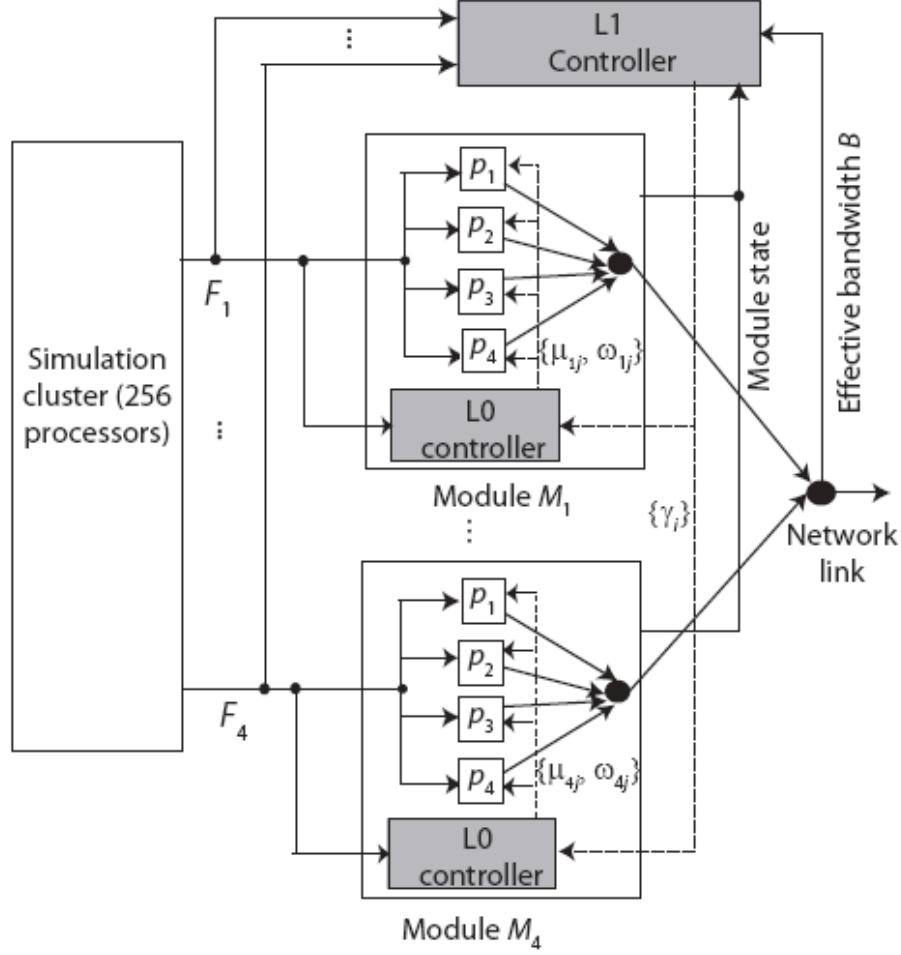 L1
Controller
⋮
F₁
Simulation
cluster (256
processors)
⋮
F₄
p₁
p₂
p₃
p₄
{μ₁ⱼ, ω₁ⱼ}
L0
controller
Module M₁
⋮
{γᵢ}
p₁
p₂
p₃
p₄
{μ₄ⱼ, ω₄ⱼ}
L0
controller
Module M₄
Module state
Effective bandwidth B
Network
link